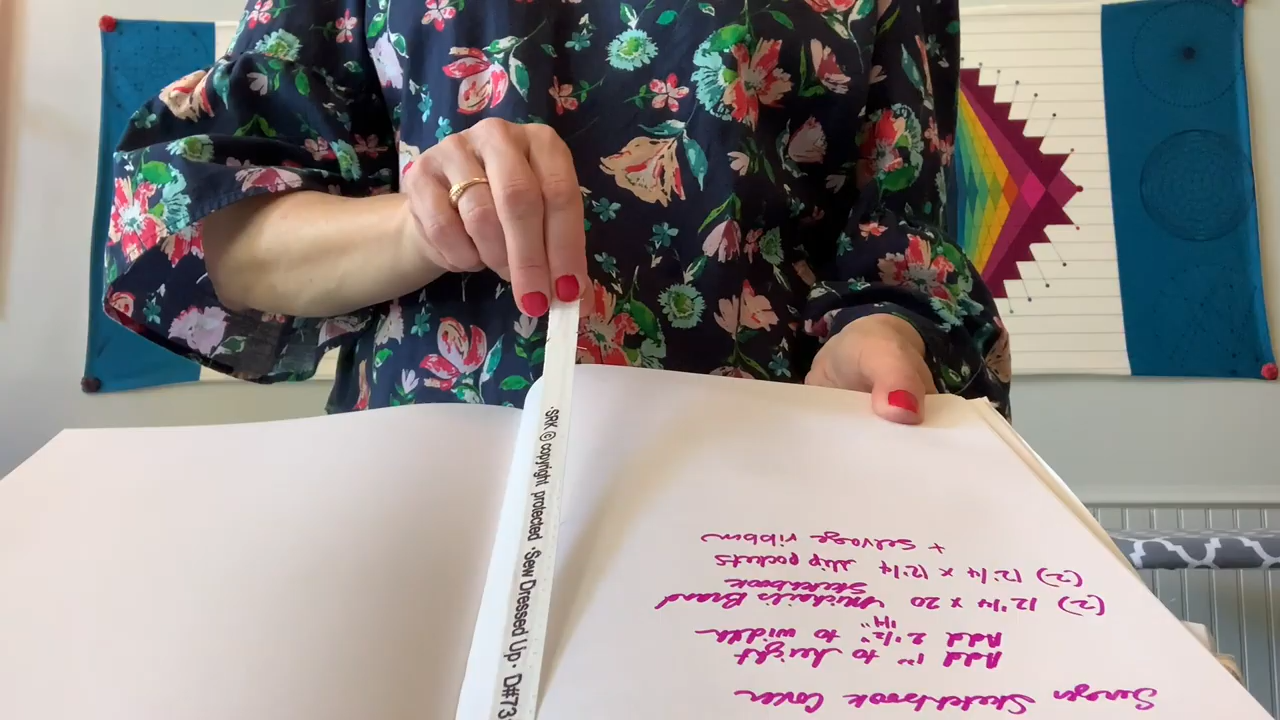 ·SRK © copyright protected ·Sew Dressed Up· D#73
Sketchbook Cover
Add 1" to height
Add 2 1/2" to width
(2) 12 1/4 x 20 Michael's Brand Sketchbook
(2) 12 1/4 x 12 1/4 slip pockets
+ selvage ribbon